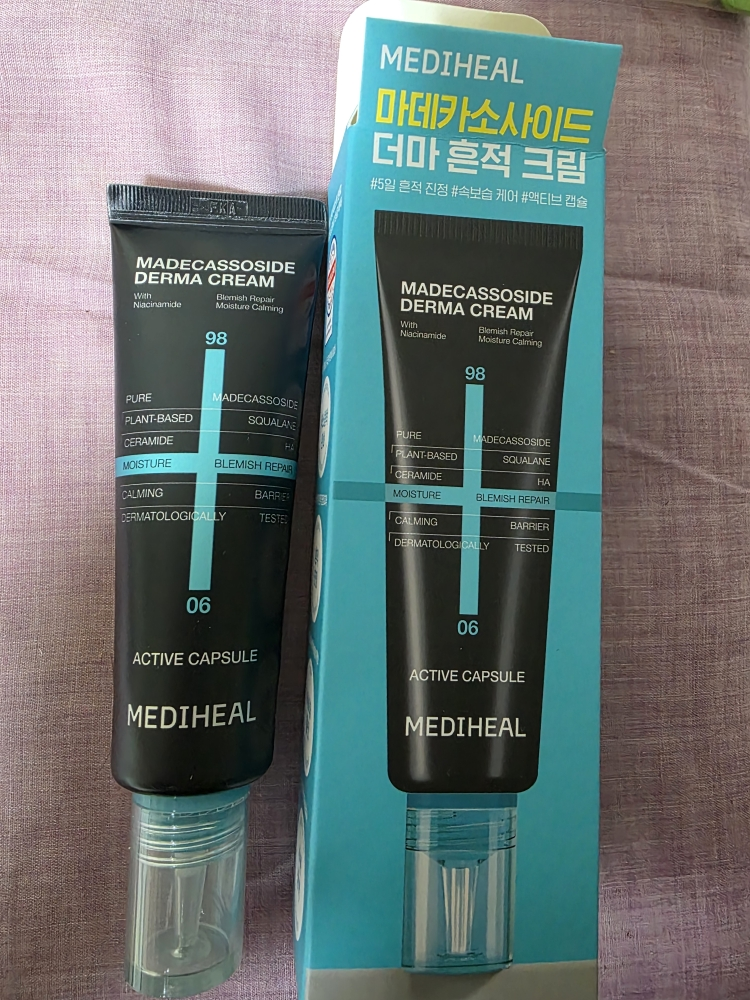 MEDIHEAL
마데카소사이드
더마 흔적 크림
#5일 흔적 진정 #속보습 케어 #액티브 캡슐
MADECASSOSIDE
DERMA CREAM
With
Niacinamide
Blemish Repair
Moisture Calming
98
PURE MADECASSOSIDE
PLANT-BASED SQUALANE
CERAMIDE HA
MOISTURE BLEMISH REPAIR
CALMING BARRIER
DERMATOLOGICALLY TESTED
06
ACTIVE CAPSULE
MEDIHEAL
MADECASSOSIDE
DERMA CREAM
With
Niacinamide
Blemish Repair
Moisture Calming
98
PURE MADECASSOSIDE
PLANT-BASED SQUALANE
CERAMIDE HA
MOISTURE BLEMISH REPAIR
CALMING BARRIER
DERMATOLOGICALLY TESTED
06
ACTIVE CAPSULE
MEDIHEAL